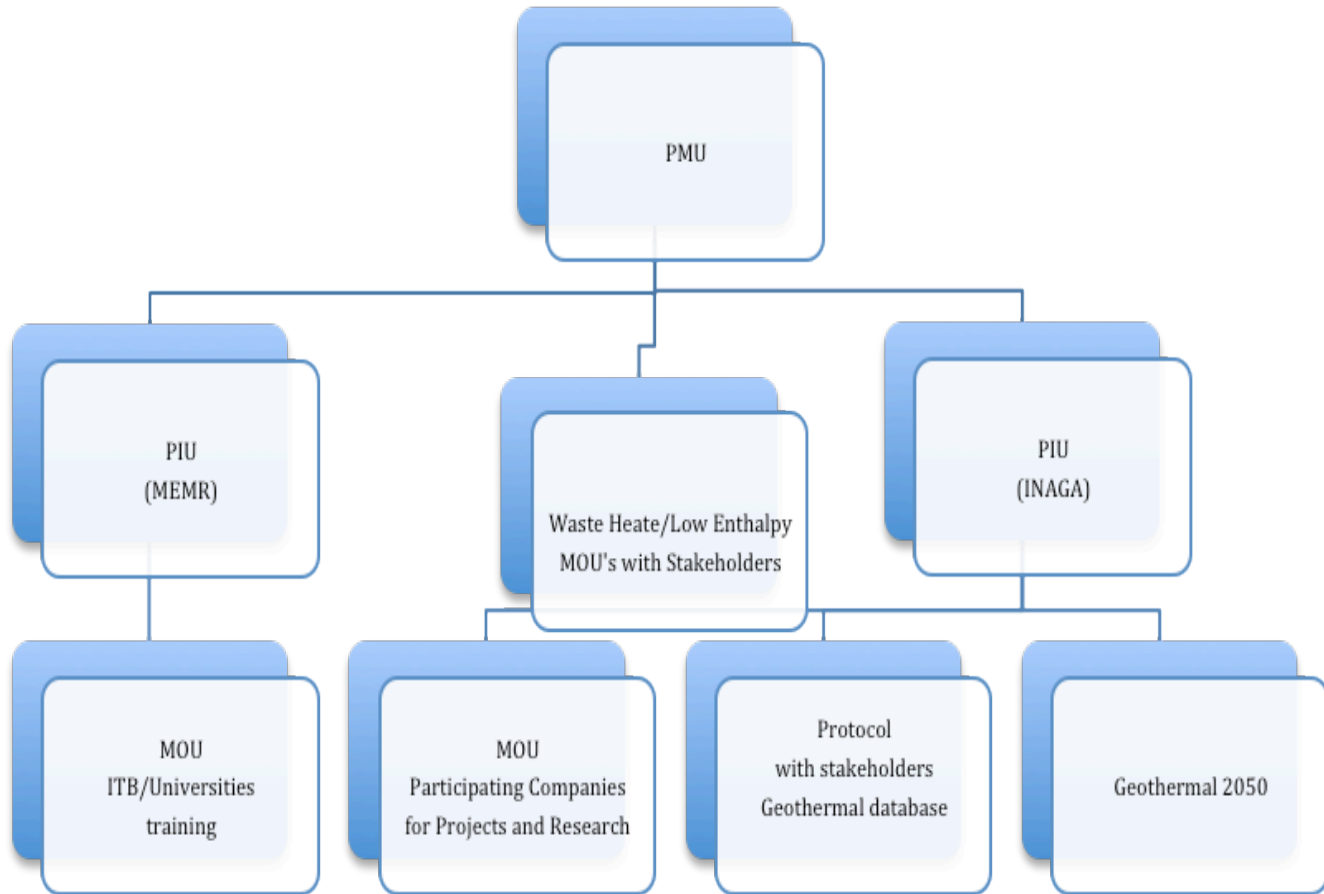 PMU
PIU
(MEMR)
Waste Heate/Low Enthalpy
MOU's with Stakeholders
PIU
(INAGA)
MOU
ITB/Universities
training
MOU
Participating Companies
for Projects and Research
Protocol
with stakeholders
Geothermal database
Geothermal 2050